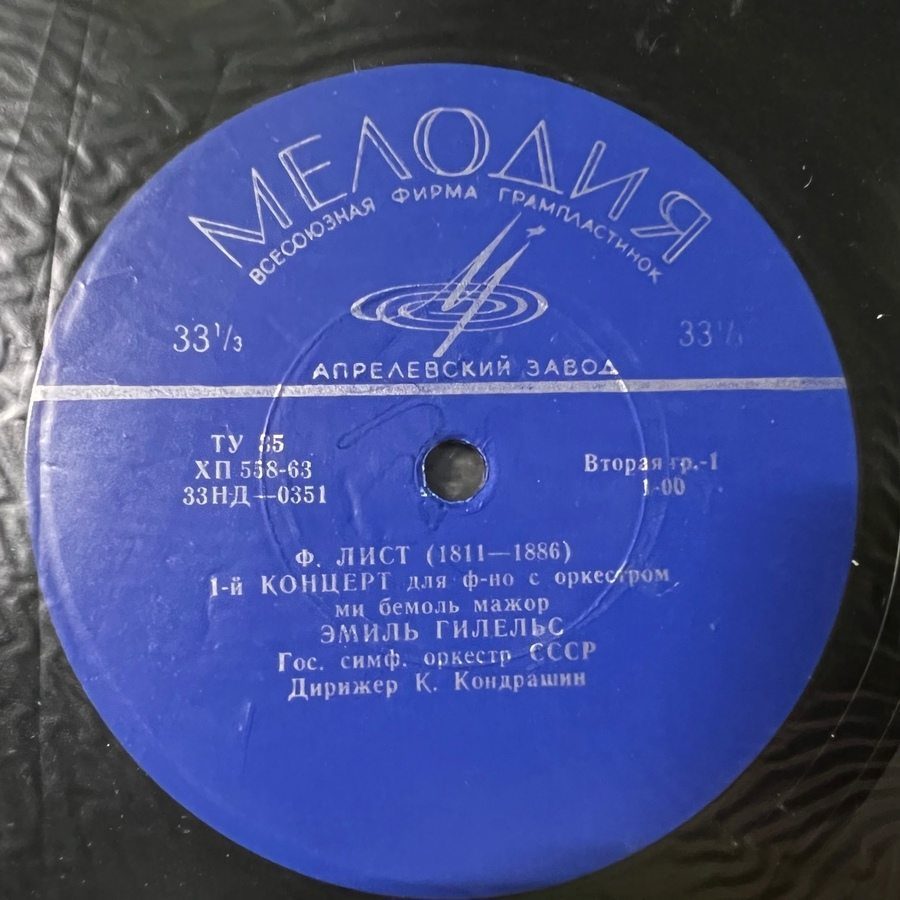 МЕЛОДИЯ
ВСЕСОЮЗНАЯ ФИРМА ГРАМПЛАСТИНОК
33⅓ 33⅓
АПРЕЛЕВСКИЙ ЗАВОД
ТУ 35
ХП 558-63
33НД—0351
Вторая гр.-1
1-00
Ф. ЛИСТ (1811—1886)
1-й КОНЦЕРТ для ф-но с оркестром
ми бемоль мажор
ЭМИЛЬ ГИЛЕЛЬС
Гос. симф. оркестр СССР
Дирижер К. Кондрашин